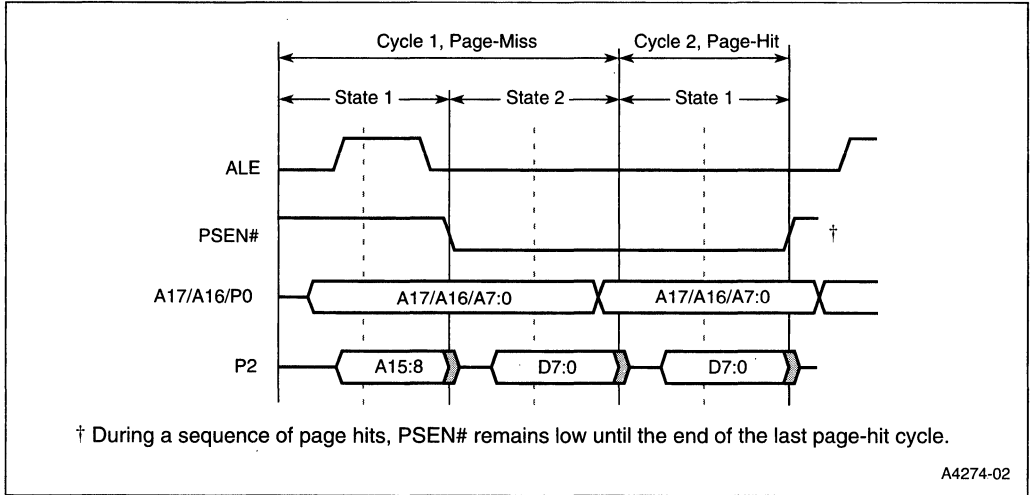 Cycle 1, Page-Miss Cycle 2, Page-Hit
State 1 State 2 State 1
ALE
PSEN# †
A17/A16/P0 A17/A16/A7:0 A17/A16/A7:0
P2 A15:8 D7:0 D7:0
† During a sequence of page hits, PSEN# remains low until the end of the last page-hit cycle.
A4274-02